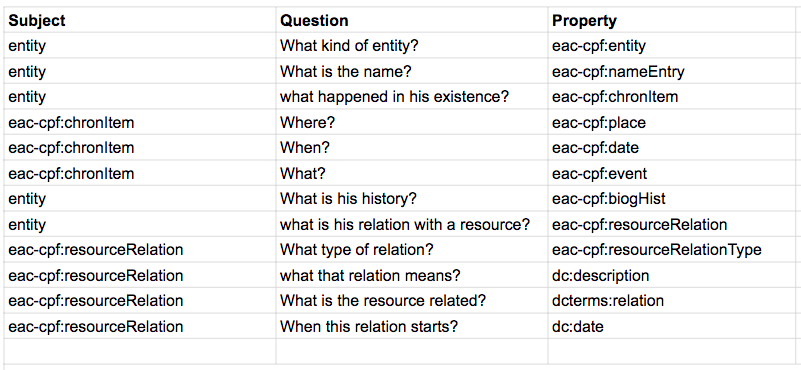 Subject Question Property
entity What kind of entity? eac-cpf:entity
entity What is the name? eac-cpf:nameEntry
entity what happened in his existence? eac-cpf:chronItem
eac-cpf:chronItem Where? eac-cpf:place
eac-cpf:chronItem When? eac-cpf:date
eac-cpf:chronItem What? eac-cpf:event
entity What is his history? eac-cpf:biogHist
entity what is his relation with a resource? eac-cpf:resourceRelation
eac-cpf:resourceRelation What type of relation? eac-cpf:resourceRelationType
eac-cpf:resourceRelation what that relation means? dc:description
eac-cpf:resourceRelation What is the resource related? dcterms:relation
eac-cpf:resourceRelation When this relation starts? dc:date